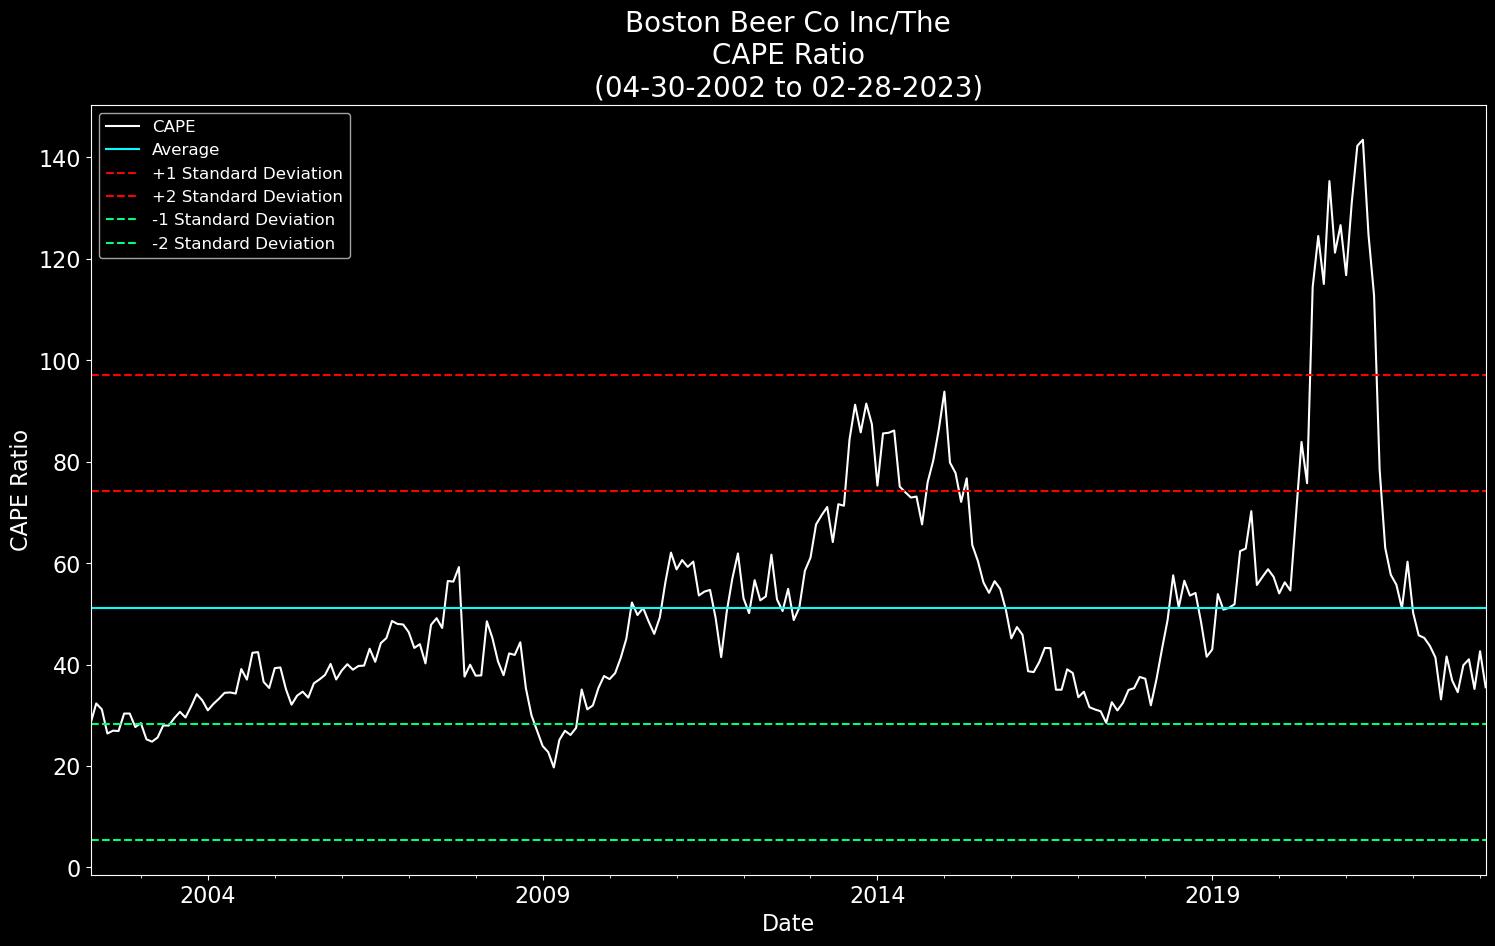 Boston Beer Co Inc/The
CAPE Ratio
(04-30-2002 to 02-28-2023)
CAPE
Average
+1 Standard Deviation
+2 Standard Deviation
-1 Standard Deviation
-2 Standard Deviation
140
120
100
80
60
40
20
0
CAPE Ratio
2004
2009
2014
2019
Date